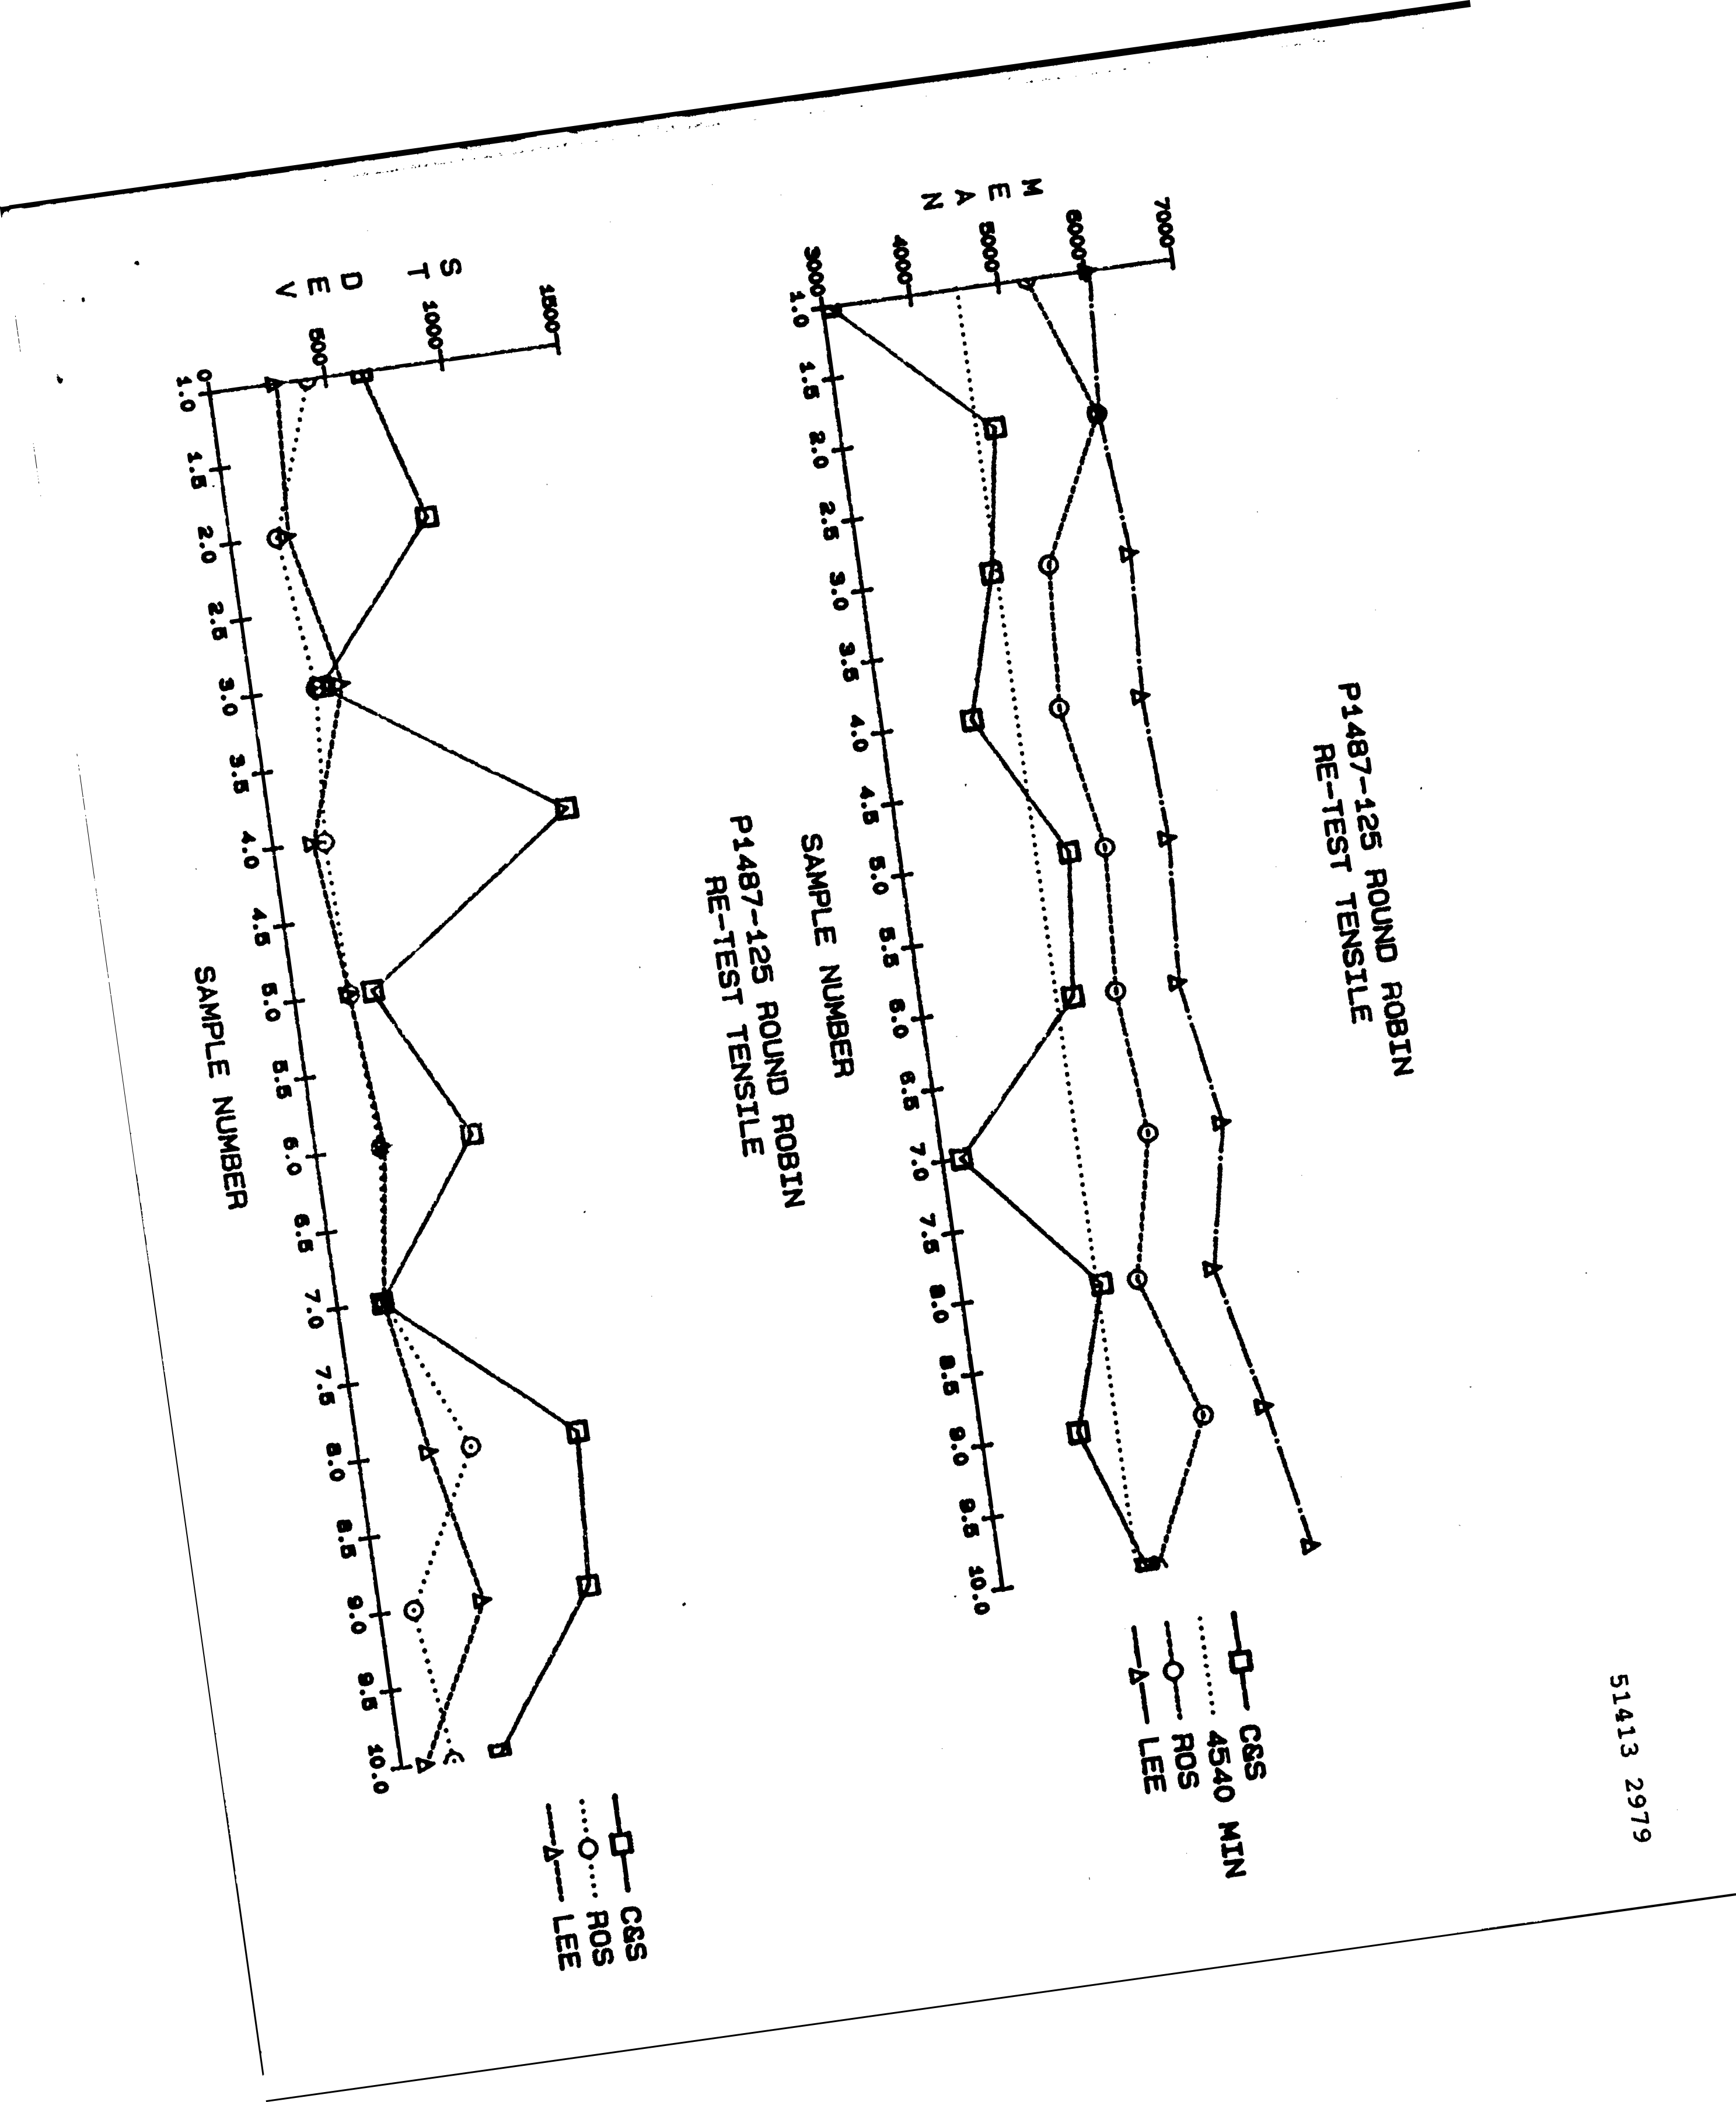 51413 2979
P1487-125 ROUND ROBIN
RE-TEST TENSILE
7000
6000
5000
4000
3000
MEAN
1.0 1.5 2.0 2.5 3.0 3.5 4.0 4.5 5.0 5.5 6.0 6.5 7.0 7.5 8.0 8.5 9.0 9.5 10.0
SAMPLE NUMBER
C&S
4540 MIN
ROS
LEE
P1487-125 ROUND ROBIN
RE-TEST TENSILE
1500
1000
500
0
ST DEV
1.0 1.5 2.0 2.5 3.0 3.5 4.0 4.5 5.0 5.5 6.0 6.5 7.0 7.5 8.0 8.5 9.0 9.5 10.0
SAMPLE NUMBER
C&S
ROS
LEE